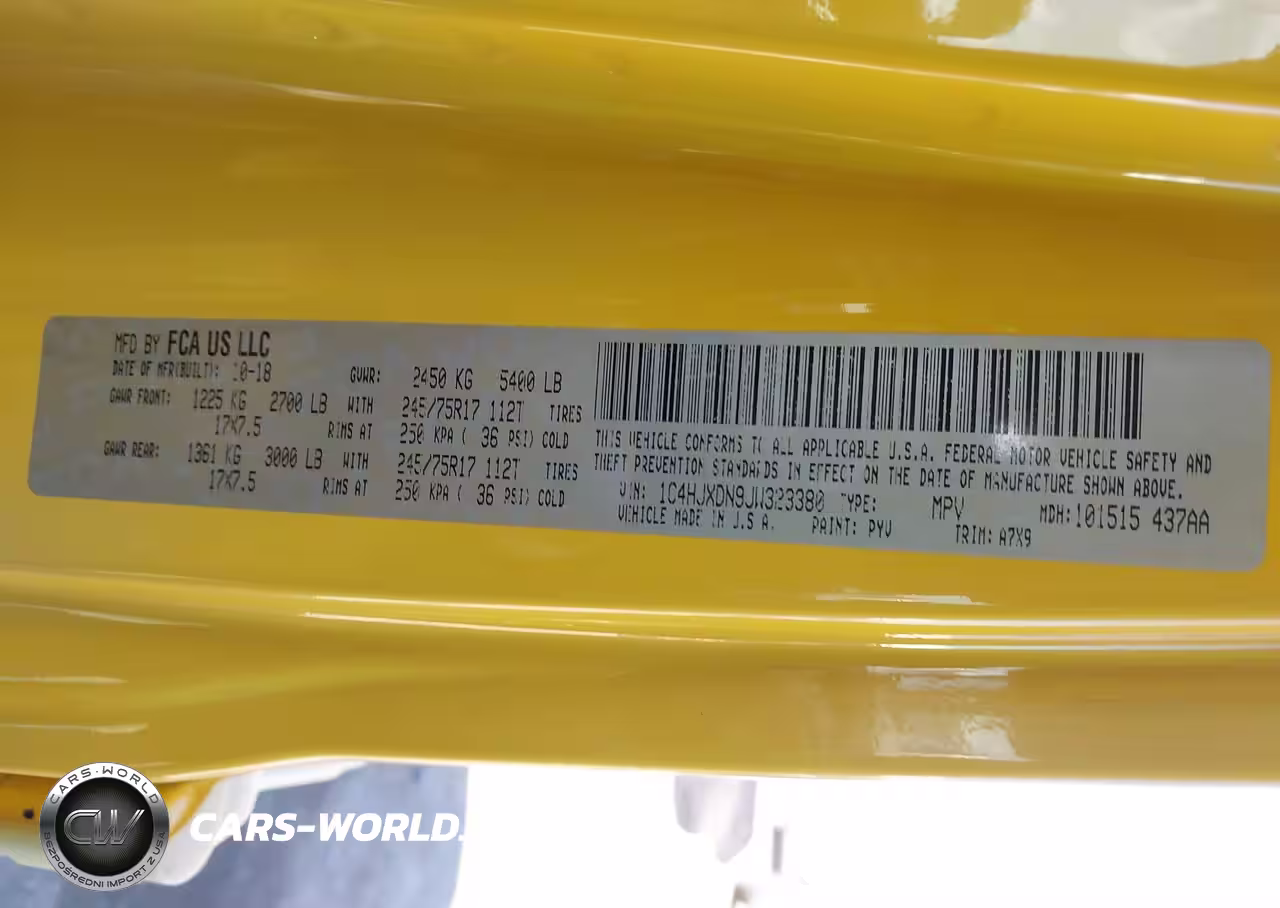 MFD BY FCA US LLC
DATE OF MFR(BUILT): 10-18 GVWR: 2450 KG 5400 LB
GAWR FRONT: 1225 KG 2700 LB WITH 245/75R17 112T TIRES
17X7.5 RIMS AT 250 KPA ( 36 PSI) COLD
GAWR REAR: 1361 KG 3000 LB WITH 245/75R17 112T TIRES
17X7.5 RIMS AT 250 KPA ( 36 PSI) COLD
THIS VEHICLE CONFORMS TO ALL APPLICABLE U.S.A. FEDERAL MOTOR VEHICLE SAFETY AND
THEFT PREVENTION STANDARDS IN EFFECT ON THE DATE OF MANUFACTURE SHOWN ABOVE.
VIN: 1C4HJXDN9JW323380 TYPE: MPV MDH:101515 437AA
VEHICLE MADE IN U.S.A. PAINT: PYV TRIM: A7X9
CARS-WORLD
CW
BEZPOŚREDNI IMPORT Z USA
CARS-WORLD.